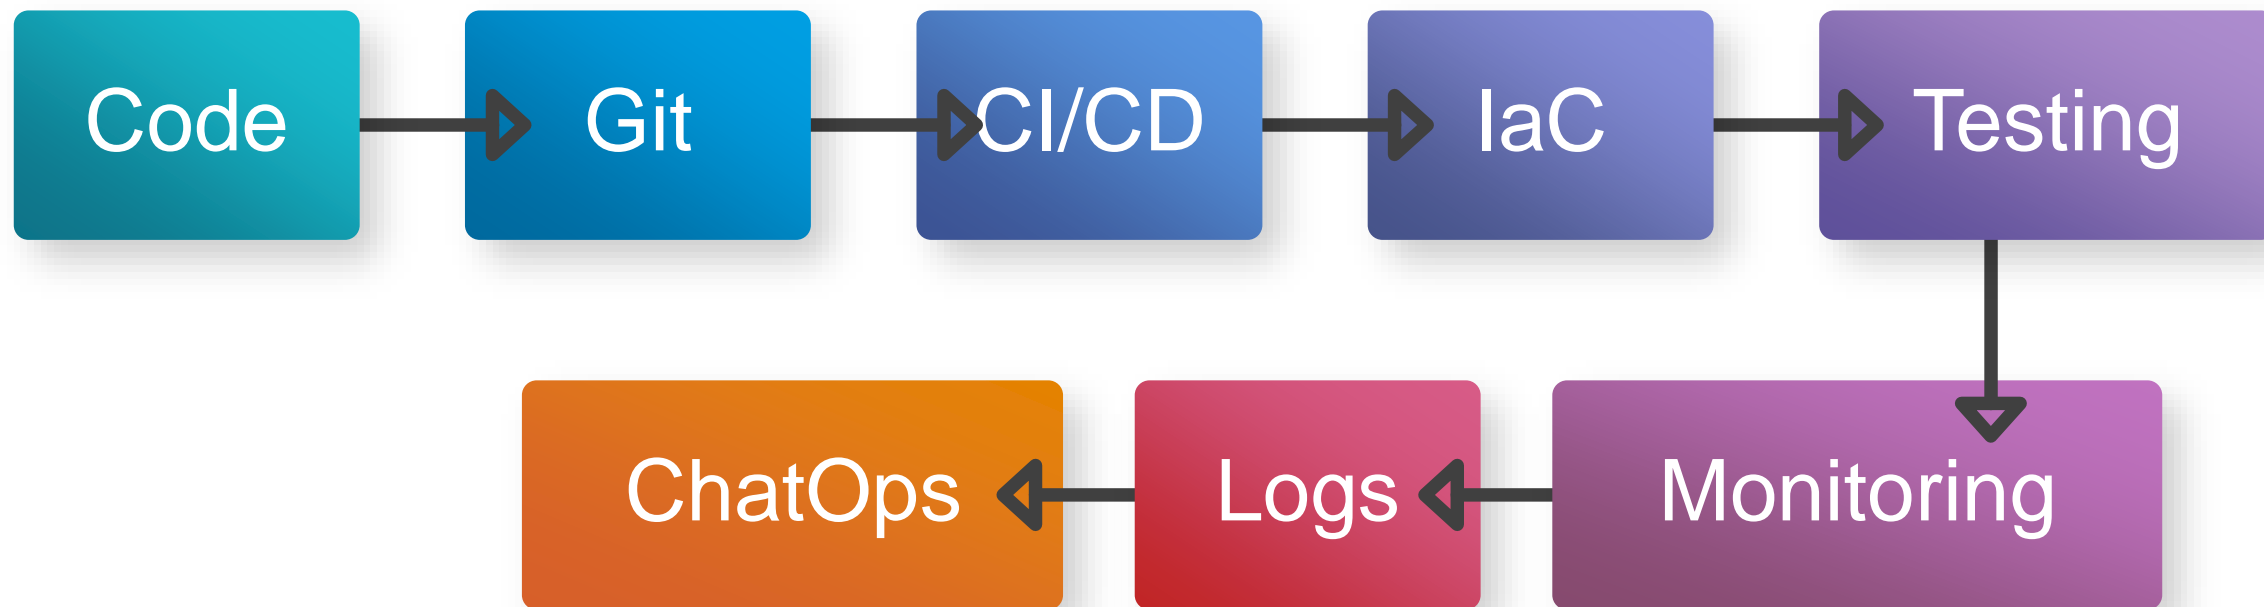 Code
Git
CI/CD
IaC
Testing
Monitoring
Logs
ChatOps